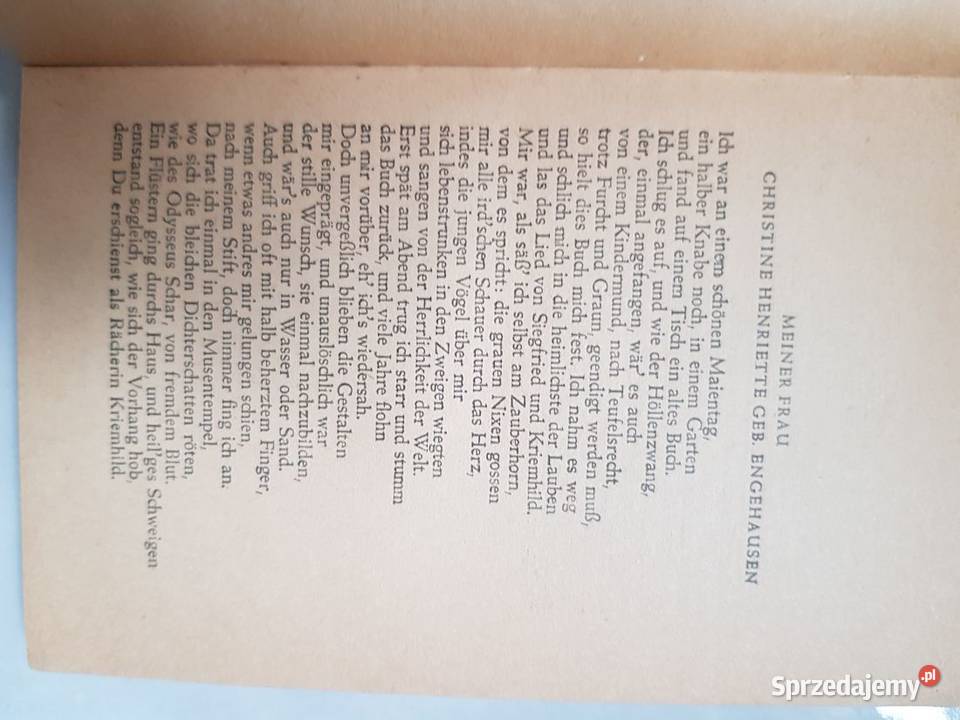 MEINER FRAU
CHRISTINE HENRIETTE GEB. ENGEHAUSEN
Ich war an einem schönen Maientag,
ein halber Knabe noch, in einem Garten
und fand auf einem Tisch ein altes Buch.
Ich schlug es auf, und wie der Höllenzwang,
der, einmal angefangen, wär' es auch
von einem Kindermund, nach Teufelsrecht,
trotz Furcht und Graun, geendigt werden muß,
so hielt dies Buch mich fest. Ich nahm es weg
und schlich mich in die heimlichste der Lauben
und las das Lied von Siegfried und Kriemhild.
Mir war, als säß' ich selbst am Zauberborn,
von dem es spricht: die grauen Nixen gossen
mir alle ird'schen Schauer durch das Herz,
indes die jungen Vögel über mir
sich lebenstrunken in den Zweigen wiegten
und sangen von der Herrlichkeit der Welt.
Erst spät am Abend trug ich starr und stumm
das Buch zurück, und viele Jahre flohn
an mir vorüber, eh' ich's wiedersah.
Doch unvergeßlich blieben die Gestalten
mir eingeprägt, und unauslöschlich war
der stille Wunsch, sie einmal nachzubilden,
und wär's auch nur in Wasser oder Sand.
Auch griff ich oft mit halb beherztem Finger,
wenn etwas andres mir gelungen schien,
nach meinem Stift, doch nimmer fing ich an.
Da trat ich einmal in den Musentempel,
wo sich die bleichen Dichterschatten röten,
wie des Odysseus Schar, von fremdem Blut.
Ein Flüstern ging durchs Haus, und heil'ges Schweigen
entstand sogleich, wie sich der Vorhang hob,
denn Du erschienst als Rächerin Kriemhild.
Sprzedajemy.pl